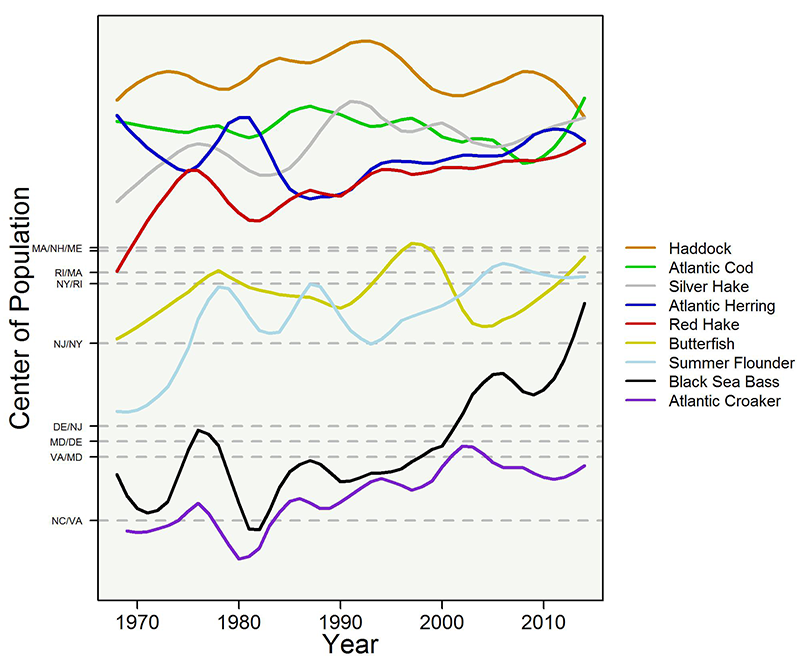 Center of Population
MA/NH/ME
RI/MA
NY/RI
NJ/NY
DE/NJ
MD/DE
VA/MD
NC/VA
1970 1980 1990 2000 2010
Year
Haddock
Atlantic Cod
Silver Hake
Atlantic Herring
Red Hake
Butterfish
Summer Flounder
Black Sea Bass
Atlantic Croaker